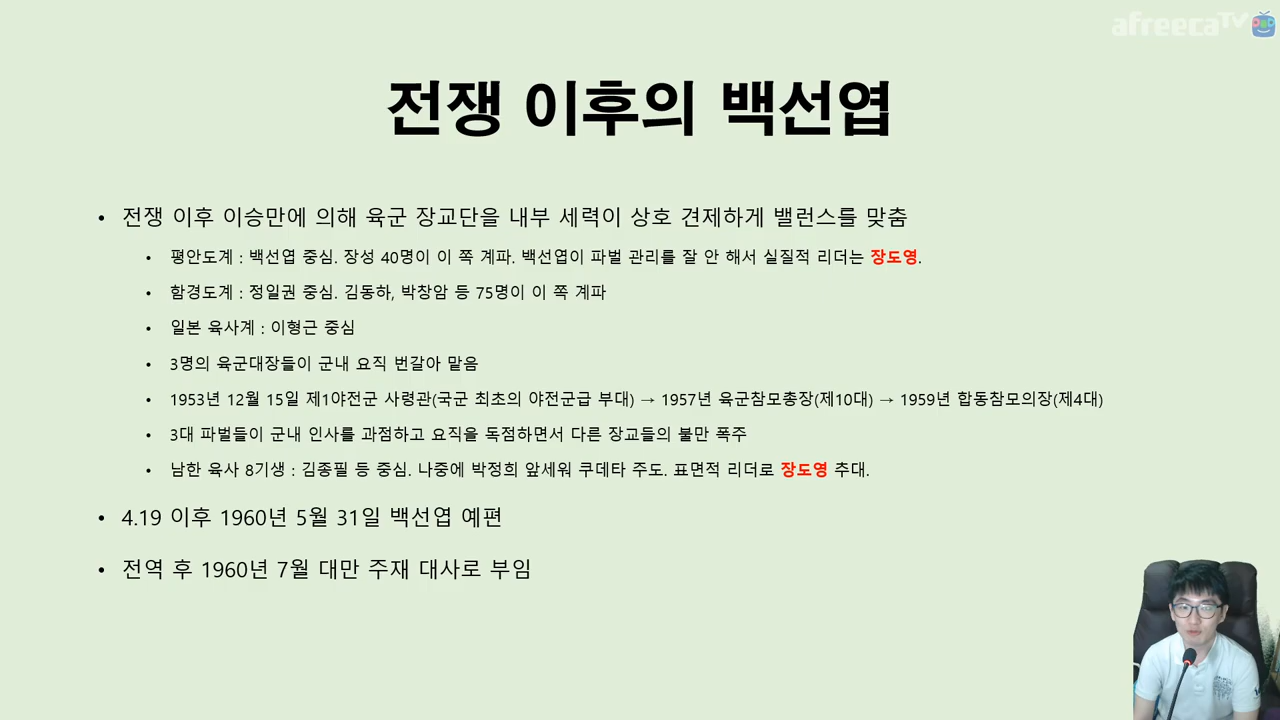 afreecaTV
전쟁 이후의 백선엽
• 전쟁 이후 이승만에 의해 육군 장교단을 내부 세력이 상호 견제하게 밸런스를 맞춤
• 평안도계 : 백선엽 중심. 장성 40명이 이 쪽 계파. 백선엽이 파벌 관리를 잘 안 해서 실질적 리더는 장도영.
• 함경도계 : 정일권 중심. 김동하, 박창암 등 75명이 이 쪽 계파
• 일본 육사계 : 이형근 중심
• 3명의 육군대장들이 군내 요직 번갈아 맡음
• 1953년 12월 15일 제1야전군 사령관(국군 최초의 야전군급 부대) → 1957년 육군참모총장(제10대) → 1959년 합동참모의장(제4대)
• 3대 파벌들이 군내 인사를 과점하고 요직을 독점하면서 다른 장교들의 불만 폭주
• 남한 육사 8기생 : 김종필 등 중심. 나중에 박정희 앞세워 쿠데타 주도. 표면적 리더로 장도영 추대.
• 4.19 이후 1960년 5월 31일 백선엽 예편
• 전역 후 1960년 7월 대만 주재 대사로 부임